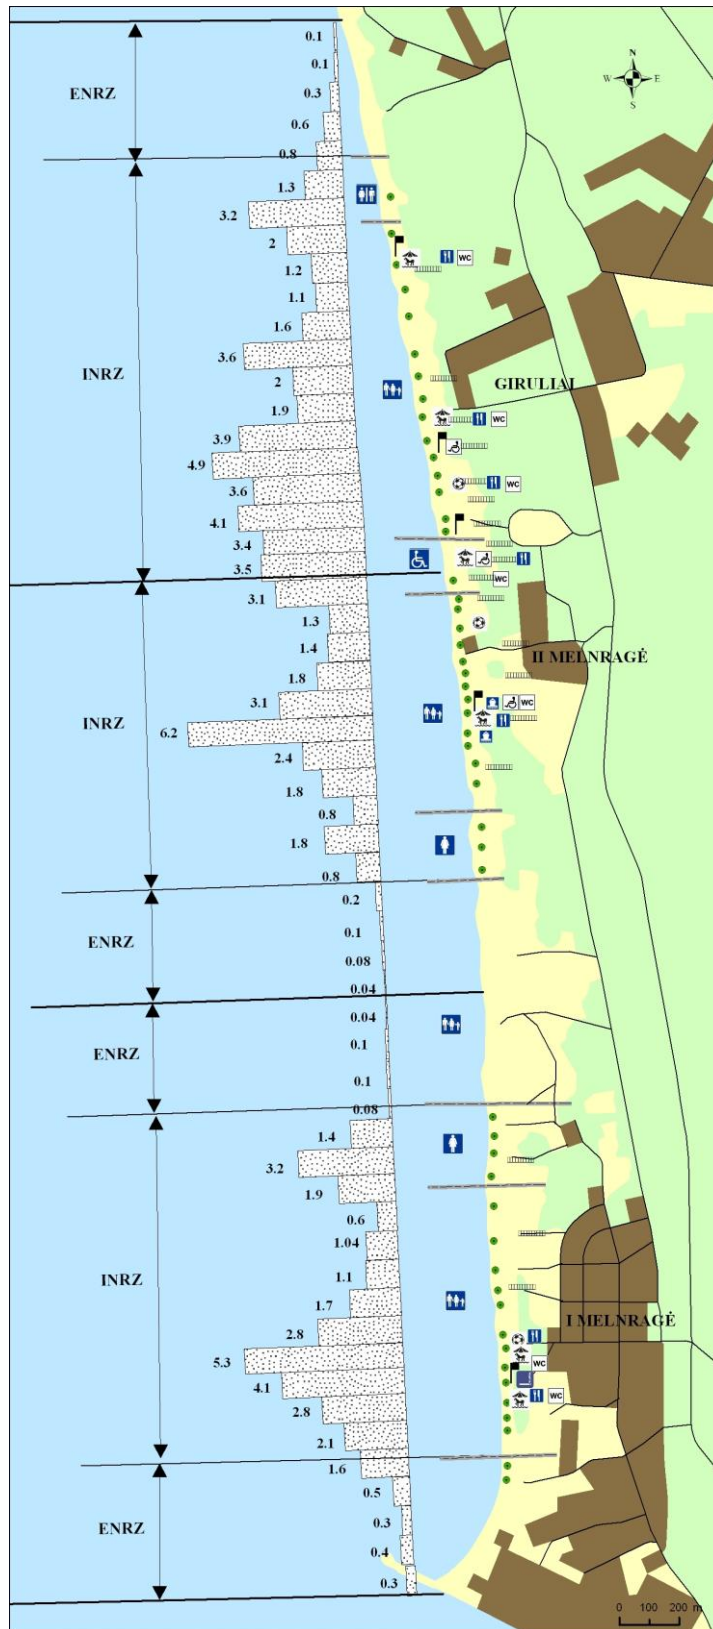 0.1
N
W E
S
0.1
ENRZ
0.3
0.6
0.8
1.3
3.2
2
WC
1.2
1.1
1.6
3.6
INRZ
GIRULIAI
2
1.9
WC
3.9
4.9
3.6
WC
4.1
3.4
3.5
WC
3.1
1.3
1.4
II MELNRAGĖ
1.8
3.1
WC
INRZ
6.2
2.4
1.8
0.8
1.8
0.8
0.2
0.1
ENRZ
0.08
0.04
0.04
0.1
ENRZ
0.1
0.08
1.4
3.2
1.9
0.6
1.04
1.1
INRZ
1.7
I MELNRAGĖ
2.8
5.3
WC
4.1
WC
2.8
2.1
1.6
0.5
0.3
ENRZ
0.4
0.3
0 100 200 m